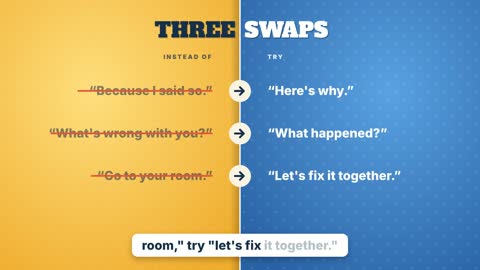 THREE SWAPS
INSTEAD OF
TRY
“Because I said so.”
“Here's why.”
“What's wrong with you?”
“What happened?”
“Go to your room.”
“Let's fix it together.”
room," try "let's fix it together."